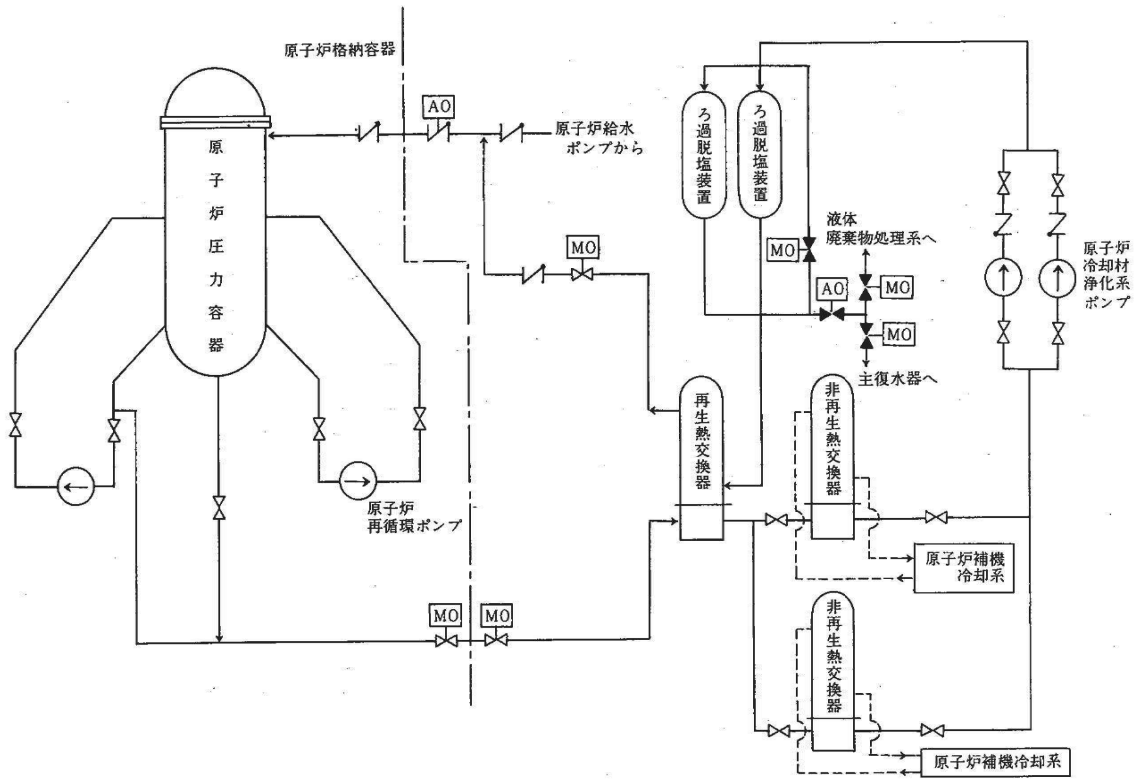 原子炉格納容器
AO
原子炉給水
ポンプから
原子炉圧力容器
ろ過脱塩装置
ろ過脱塩装置
MO
液体
廃棄物処理系へ
MO
AO
MO
MO
主復水器へ
原子炉
冷却材
浄化系
ポンプ
再生熱交換器
非再生熱交換器
原子炉
再循環ポンプ
原子炉補機
冷却系
MO
MO
非再生熱交換器
原子炉補機冷却系